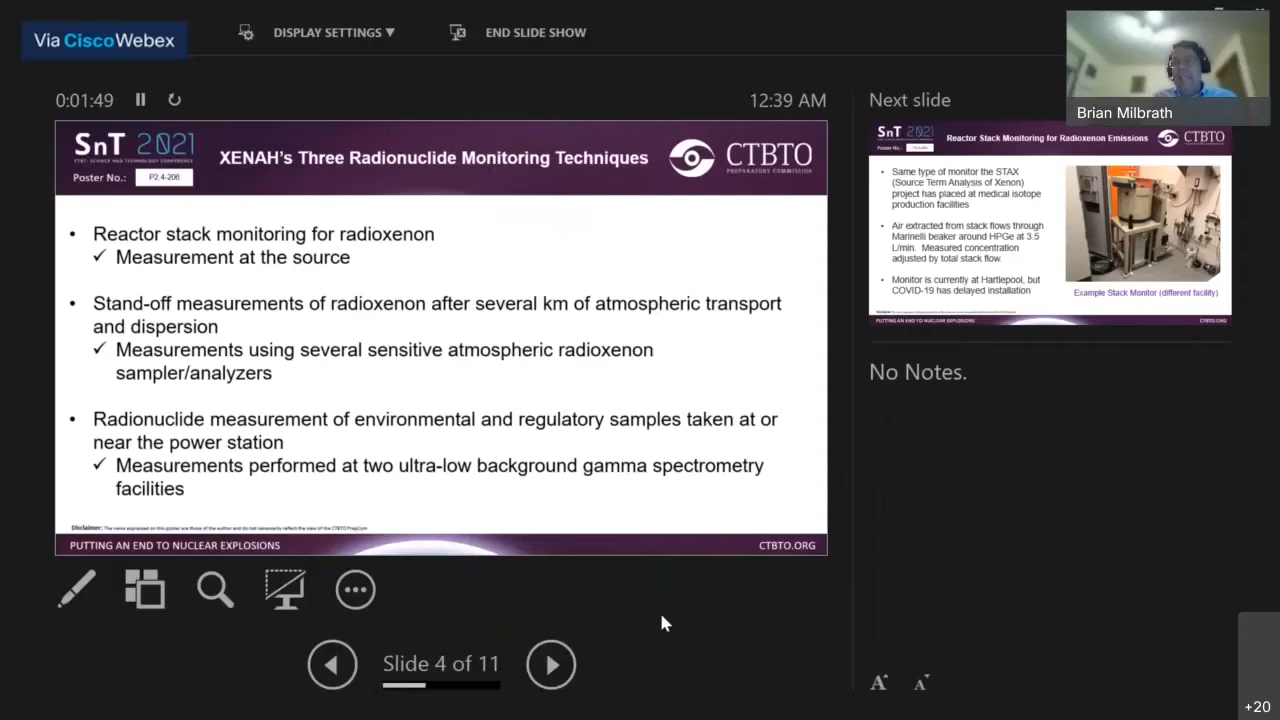 Via Cisco Webex
DISPLAY SETTINGS ▼
END SLIDE SHOW
Brian Milbrath
0:01:49
12:39 AM
Next slide
SnT 2021
CTBT: SCIENCE AND TECHNOLOGY CONFERENCE
Poster No.: P2.4-206
XENAH's Three Radionuclide Monitoring Techniques
CTBTO
PREPARATORY COMMISSION
• Reactor stack monitoring for radioxenon
✓ Measurement at the source
• Stand-off measurements of radioxenon after several km of atmospheric transport
and dispersion
✓ Measurements using several sensitive atmospheric radioxenon
sampler/analyzers
• Radionuclide measurement of environmental and regulatory samples taken at or
near the power station
✓ Measurements performed at two ultra-low background gamma spectrometry
facilities
Disclaimer: The views expressed on this poster are those of the author and do not necessarily reflect the view of the CTBTO PrepCom
PUTTING AN END TO NUCLEAR EXPLOSIONS
CTBTO.ORG
SnT 2021
Poster No.:
Reactor Stack Monitoring for Radioxenon Emissions
CTBTO
• Same type of monitor the STAX
(Source Term Analysis of Xenon)
project has placed at medical isotope
production facilities
• Air extracted from stack flows through
Marinelli beaker around HPGe at 3.5
L/min. Measured concentration
adjusted by total stack flow.
• Monitor is currently at Hartlepool, but
COVID-19 has delayed installation
Example Stack Monitor (different facility)
PUTTING AN END TO NUCLEAR EXPLOSIONS
CTBTO.ORG
No Notes.
Slide 4 of 11
A A
+20